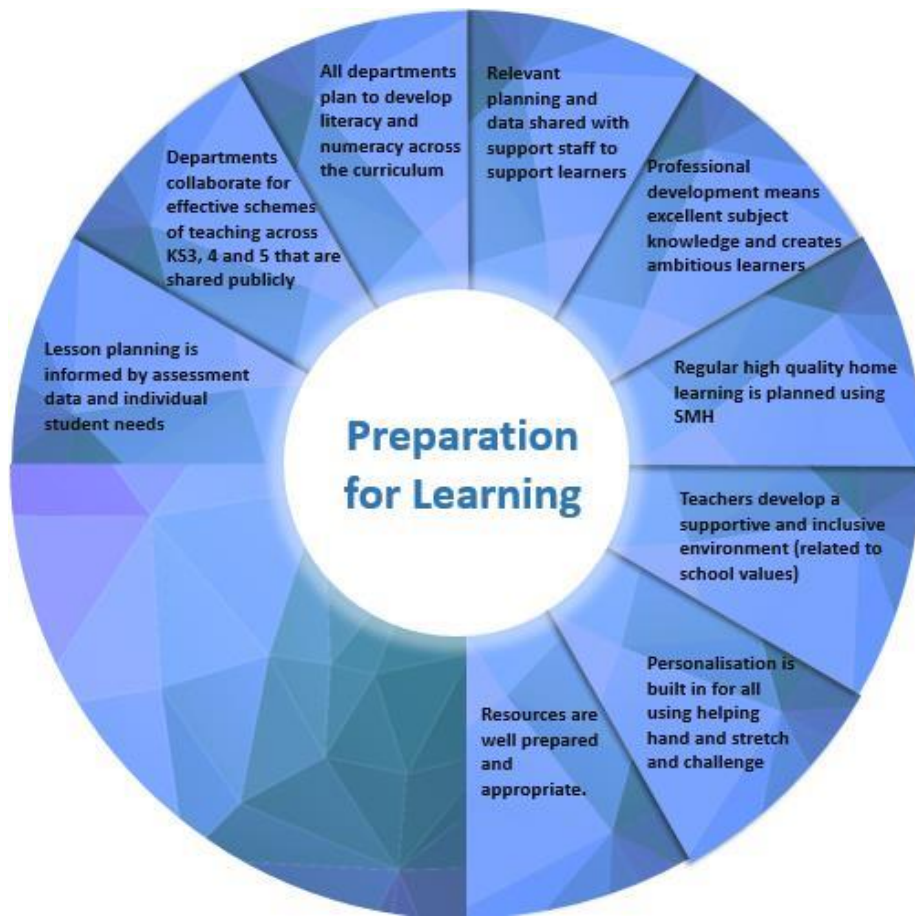 All departments
plan to develop
literacy and
numeracy across
the curriculum
Relevant
planning and
data shared with
support staff to
support learners
Departments
collaborate for
effective schemes
of teaching across
KS3, 4 and 5 that are
shared publicly
Professional
development means
excellent subject
knowledge and creates
ambitious learners
Lesson planning is
informed by assessment
data and individual
student needs
Regular high quality home
learning is planned using
SMH
Preparation
for Learning
Teachers develop a
supportive and inclusive
environment (related to
school values)
Personalisation is
built in for all
using helping
hand and stretch
and challenge
Resources are
well prepared
and
appropriate.